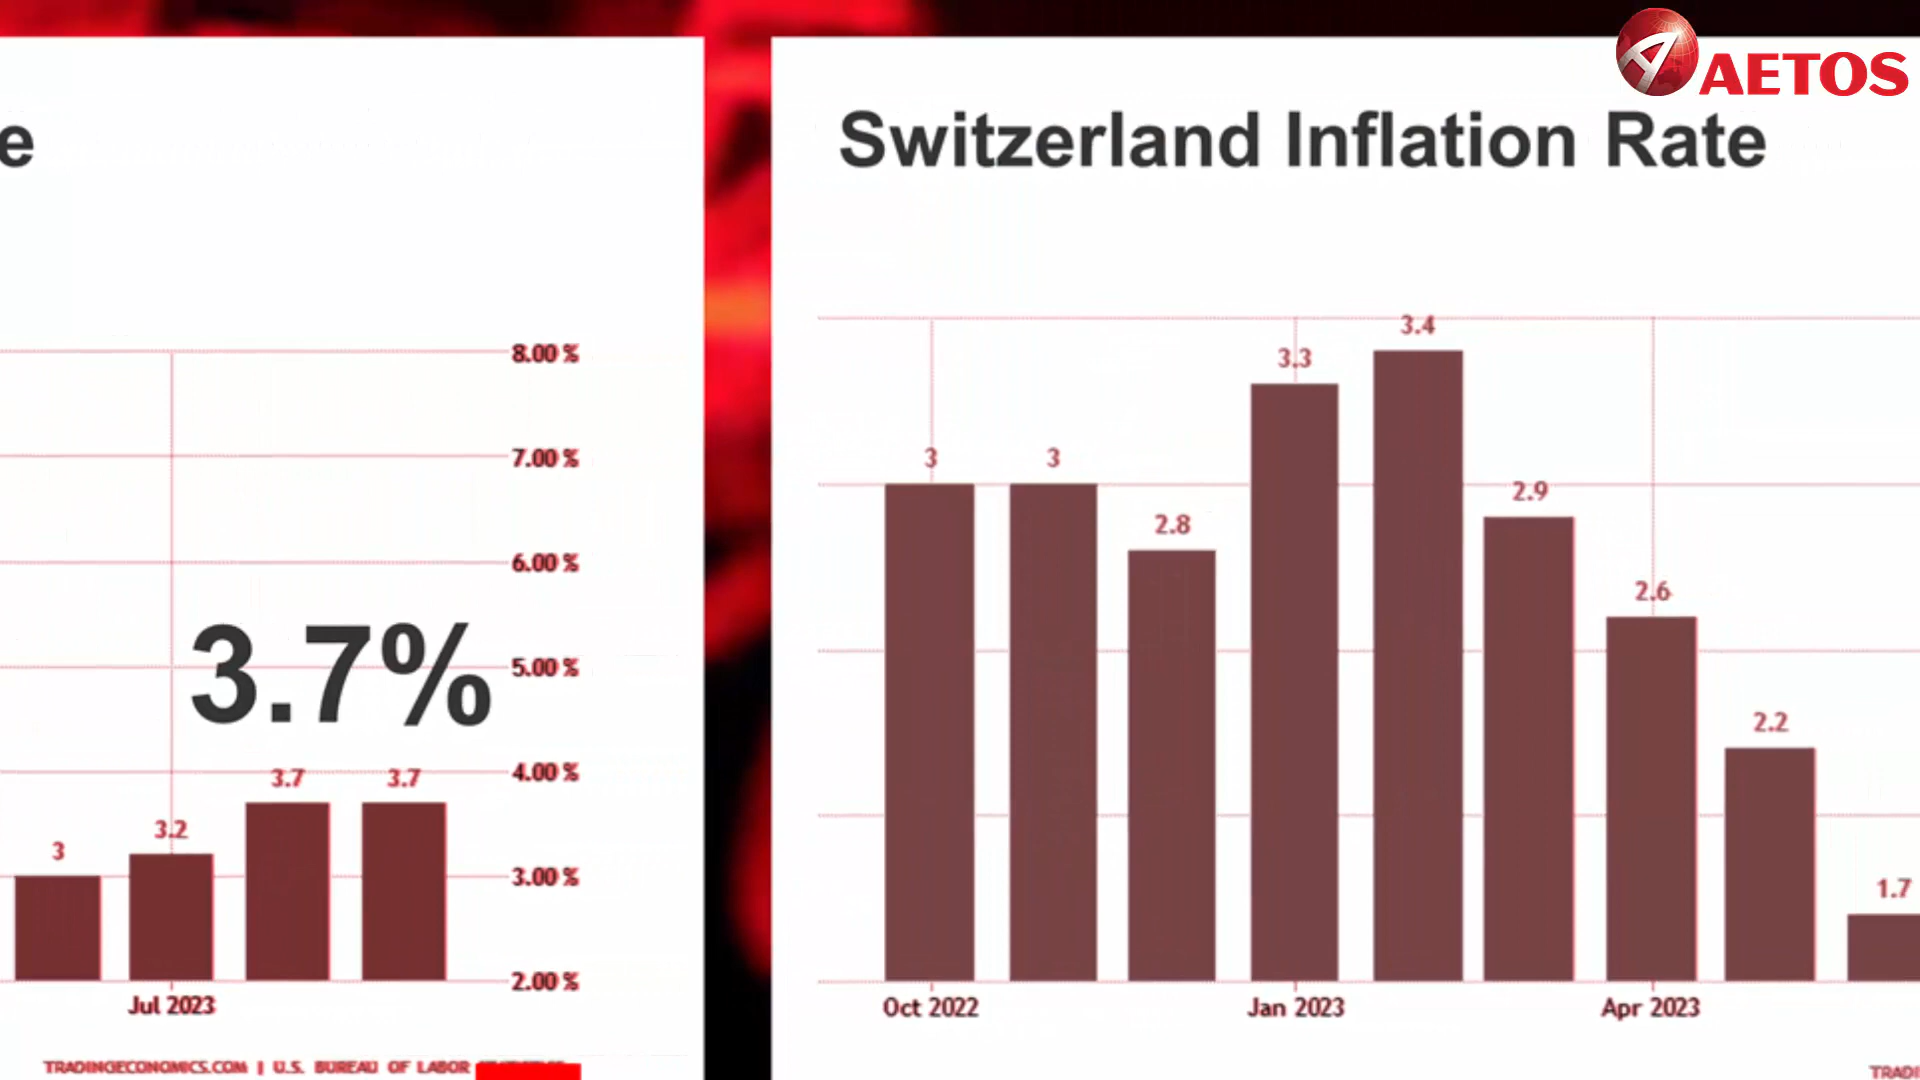 AETOS
e
8.00 %
7.00 %
6.00 %
5.00 %
4.00 %
3.00 %
2.00 %
3.7%
3
3.2
3.7
3.7
Jul 2023
TRADINGECONOMICS.COM | U.S. BUREAU OF LABOR
Switzerland Inflation Rate
3
3
2.8
3.3
3.4
2.9
2.6
2.2
1.7
Oct 2022
Jan 2023
Apr 2023
TRADI